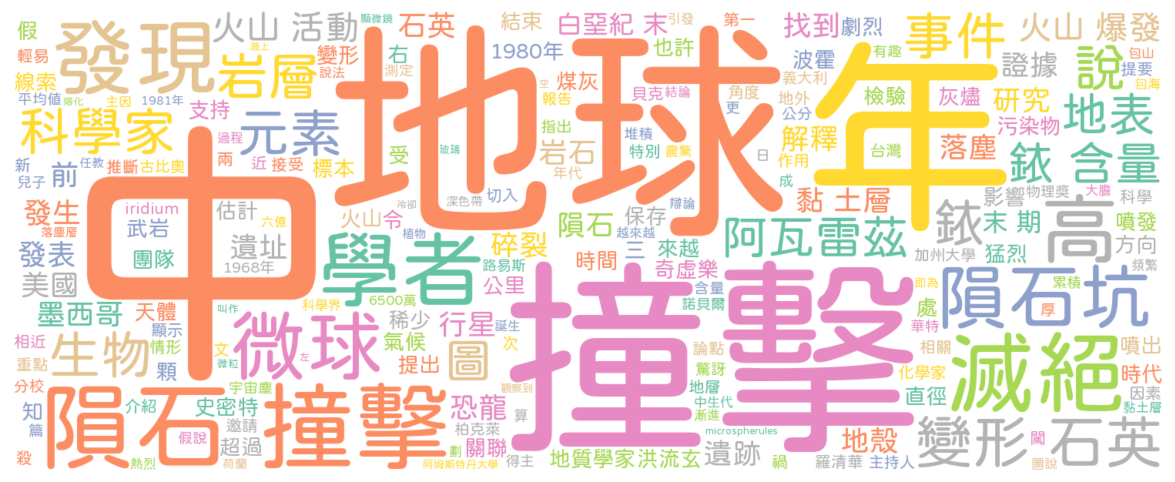 假 發現 火山 活動 顯微鏡 石英 結束 白堊紀 末 引發 第一 找到 劇烈 事件 火山 爆發
輕易 線索 岩層 濺上 說法 變形 右 測定 1980年 煤灰 也許 波霍 有趣 證據 說 包山 提要 包海
平均值 熔化 主因 1981年 支持 地球 空 報告 貝克 結論 義大利 角度 地外 更 公分 年 檢驗 灰燼 研究 地表
科學家 過程 元素 中 指出 堆積 特別 震驚 解釋 作用 污染物
新 兒子 任教 前 推斷 古比奧 兩 近 接受 標本 受 玻璃 岩石 年代 日 台灣 落塵 銥 含量
發生 落塵層 iridium 武岩 估計 六億 火山 令 冷卻 深色帶 切入 辯論 成 黏 土層 影響 物理獎 大膽 科學
發表 團隊 遺址 1968年 學者 植物 碎裂 隕石 保存 越來越 阿瓦雷茲 銥 末 期 高 噴發 方向
美國 路易斯 時間 三 來越 奇虛樂 加州大學 猛烈 頻繁
墨西哥 天體 叫作 科學界 6500萬 公里 撞擊 含量 諾貝爾 即為 處 隕石坑 累積 厚
相近 顯示 情形 微球 文 微粒 左 稀少 氣候 行星 誕生 次 華特
重點 生物 顆 提出 圖 觀察到 論點 驚訝 相關 化學家 滅絕 噴出 時代
分校 宇宙塵 地層 中生代 直徑 因素
知 篇 隕石 撞擊 介紹 史密特 邀請 恐龍 算 柏克萊 漸進 microspherules 黏土層
殺 熱烈 假說 荷蘭 超過 劃 關聯 阿姆斯特丹大學 得主 地質學家 洪流玄 遺跡 禍 地殼 羅清華 主持人 變形 石英 闖 圖說